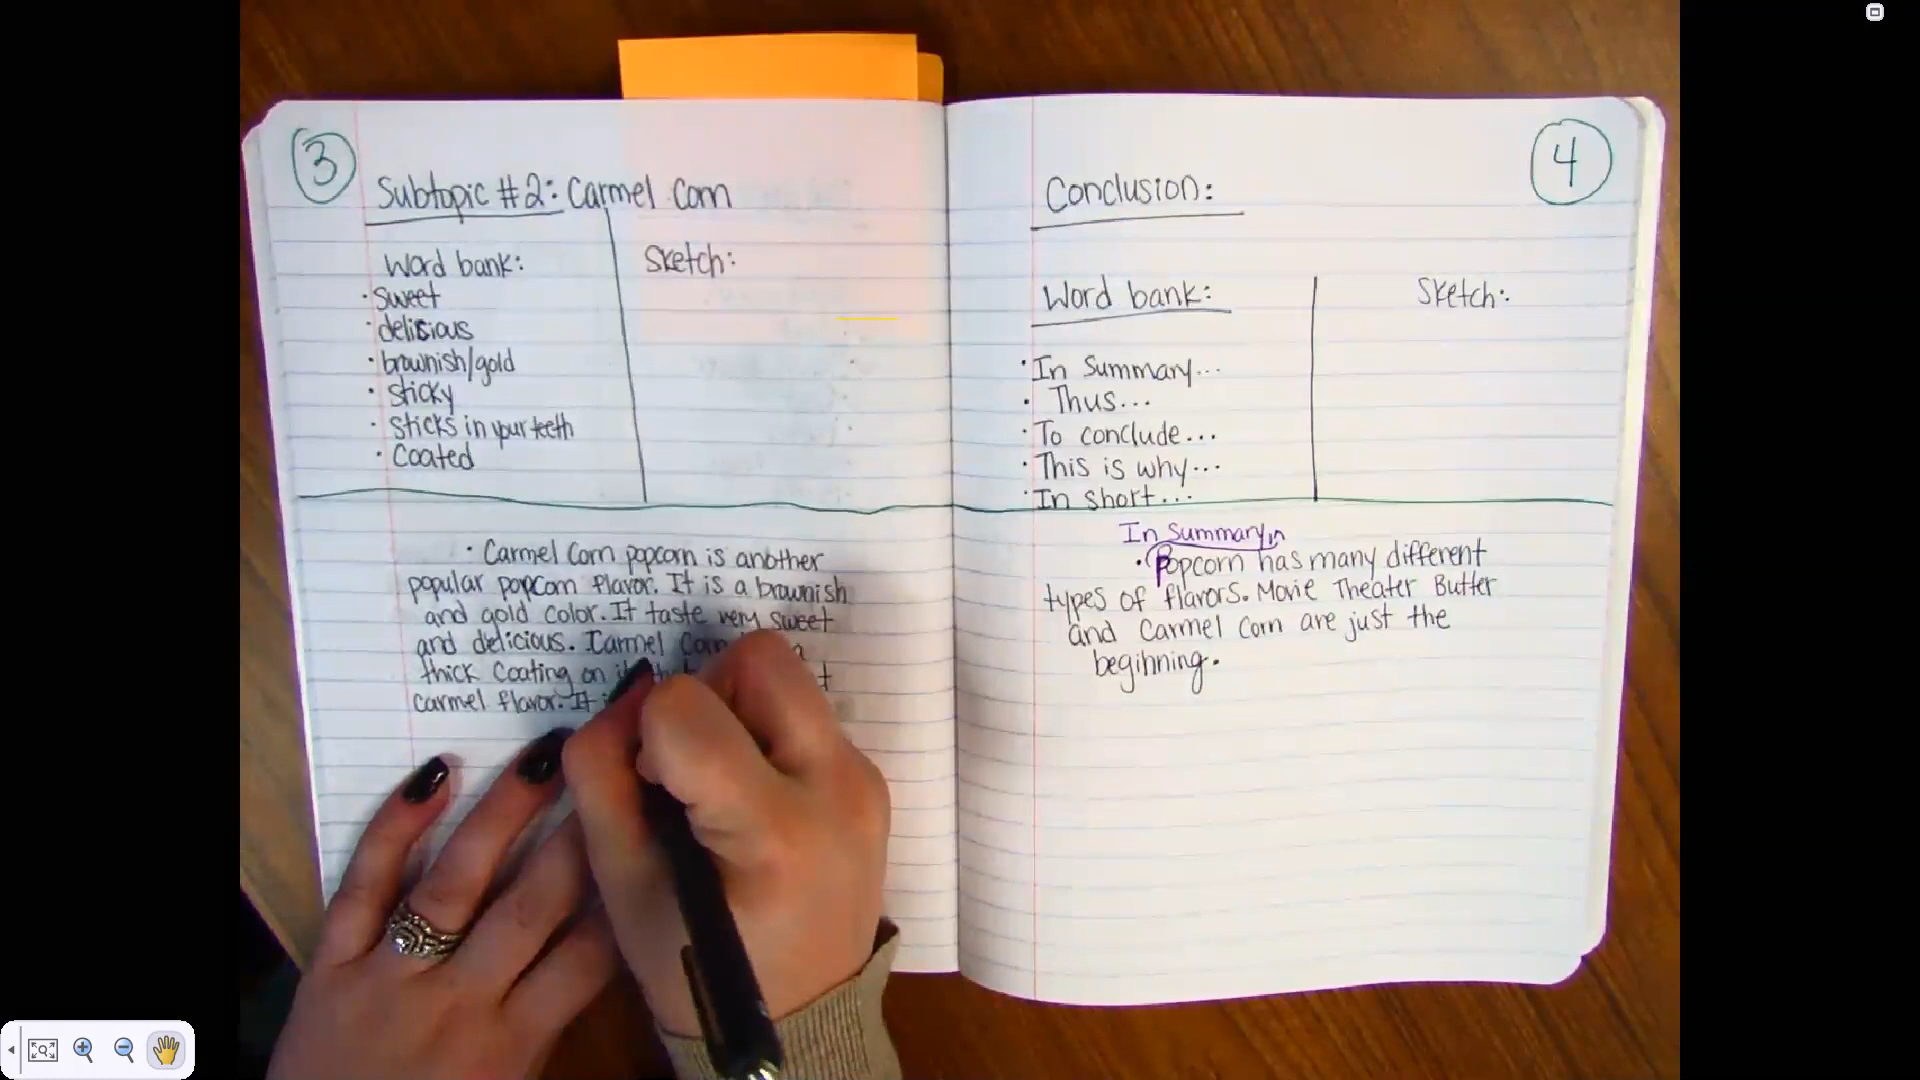 3
Subtopic #2: Carmel Corn
Word bank:
Sketch:
• sweet
• delicious
• brownish/gold
• sticky
• sticks in your teeth
• Coated
• Carmel Corn popcorn is another
popular popcorn flavor. It is a brownish
and gold color. It taste very sweet
and delicious. Carmel Corn a
thick Coating on
carmel flavor. It
4
Conclusion:
Word bank:
Sketch:
• In Summary...
• Thus...
• To conclude...
• This is why...
• In short...
In Summary,
• Popcorn has many different
types of flavors. Movie Theater Butter
and Carmel Corn are just the
beginning.